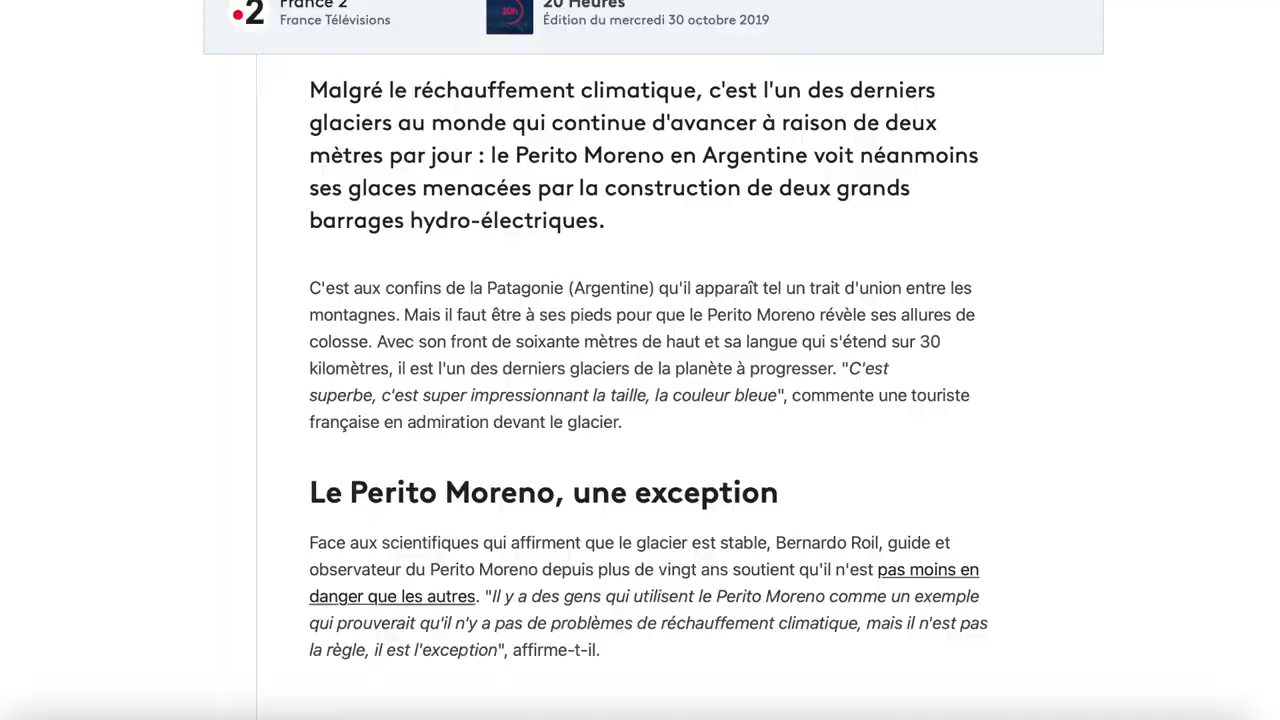 France 2
20 Heures
France Télévisions
Édition du mercredi 30 octobre 2019
2
20h
Malgré le réchauffement climatique, c'est l'un des derniers
glaciers au monde qui continue d'avancer à raison de deux
mètres par jour : le Perito Moreno en Argentine voit néanmoins
ses glaces menacées par la construction de deux grands
barrages hydro-électriques.
C'est aux confins de la Patagonie (Argentine) qu'il apparaît tel un trait d'union entre les
montagnes. Mais il faut être à ses pieds pour que le Perito Moreno révèle ses allures de
colosse. Avec son front de soixante mètres de haut et sa langue qui s'étend sur 30
kilomètres, il est l'un des derniers glaciers de la planète à progresser. "C'est
superbe, c'est super impressionnant la taille, la couleur bleue", commente une touriste
française en admiration devant le glacier.
Le Perito Moreno, une exception
Face aux scientifiques qui affirment que le glacier est stable, Bernardo Roil, guide et
observateur du Perito Moreno depuis plus de vingt ans soutient qu'il n'est pas moins en
danger que les autres. "Il y a des gens qui utilisent le Perito Moreno comme un exemple
qui prouverait qu'il n'y a pas de problèmes de réchauffement climatique, mais il n'est pas
la règle, il est l'exception", affirme-t-il.